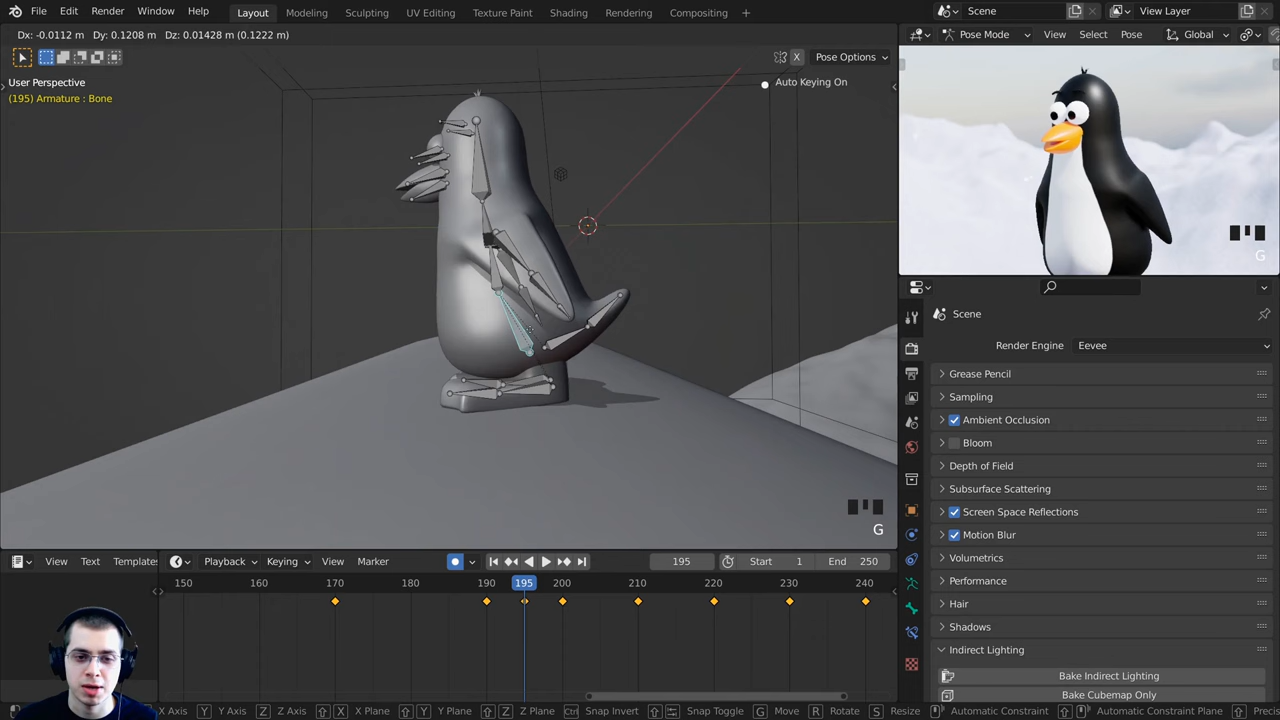 File Edit Render Window Help
Layout Modeling Sculpting UV Editing Texture Paint Shading Rendering Compositing +
Scene
View Layer
Dx: -0.0112 m Dy: 0.1208 m Dz: 0.01428 m (0.1222 m)
Pose Mode View Select Pose Global
X Pose Options
User Perspective
(195) Armature : Bone
Auto Keying On
G
G
Scene
Render Engine Eevee
Grease Pencil
Sampling
Ambient Occlusion
Bloom
Depth of Field
Subsurface Scattering
Screen Space Reflections
Motion Blur
Volumetrics
Performance
Hair
Shadows
Indirect Lighting
Bake Indirect Lighting
Bake Cubemap Only
View Text Templates Playback Keying View Marker 195 Start 1 End 250
150 160 170 180 190 195 200 210 220 230 240
X Axis Y Y Axis Z Z Axis X X Plane Y Y Plane Z Z Plane Ctrl Snap Invert Snap Toggle G Move R Rotate S Resize Automatic Constraint Automatic Constraint Plane Precis